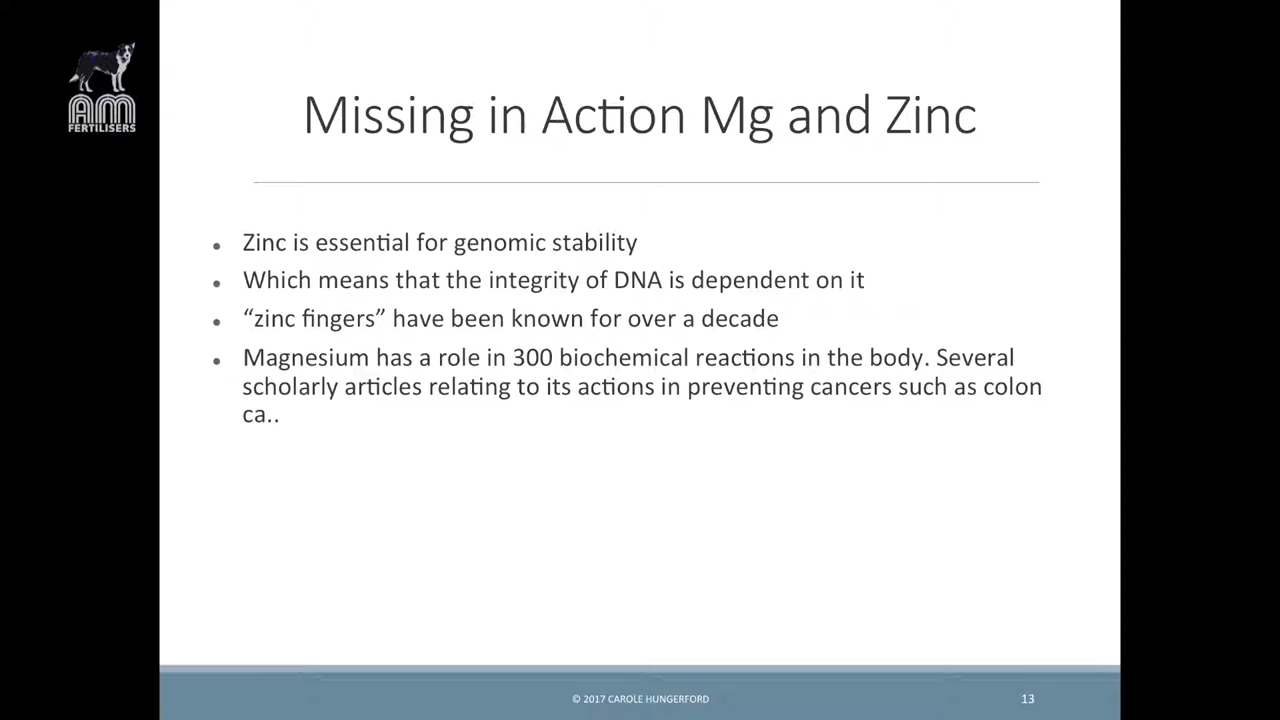 AM
FERTILISERS
Missing in Action Mg and Zinc
● Zinc is essential for genomic stability
● Which means that the integrity of DNA is dependent on it
● “zinc fingers” have been known for over a decade
● Magnesium has a role in 300 biochemical reactions in the body. Several
scholarly articles relating to its actions in preventing cancers such as colon
ca..
© 2017 CAROLE HUNGERFORD
13